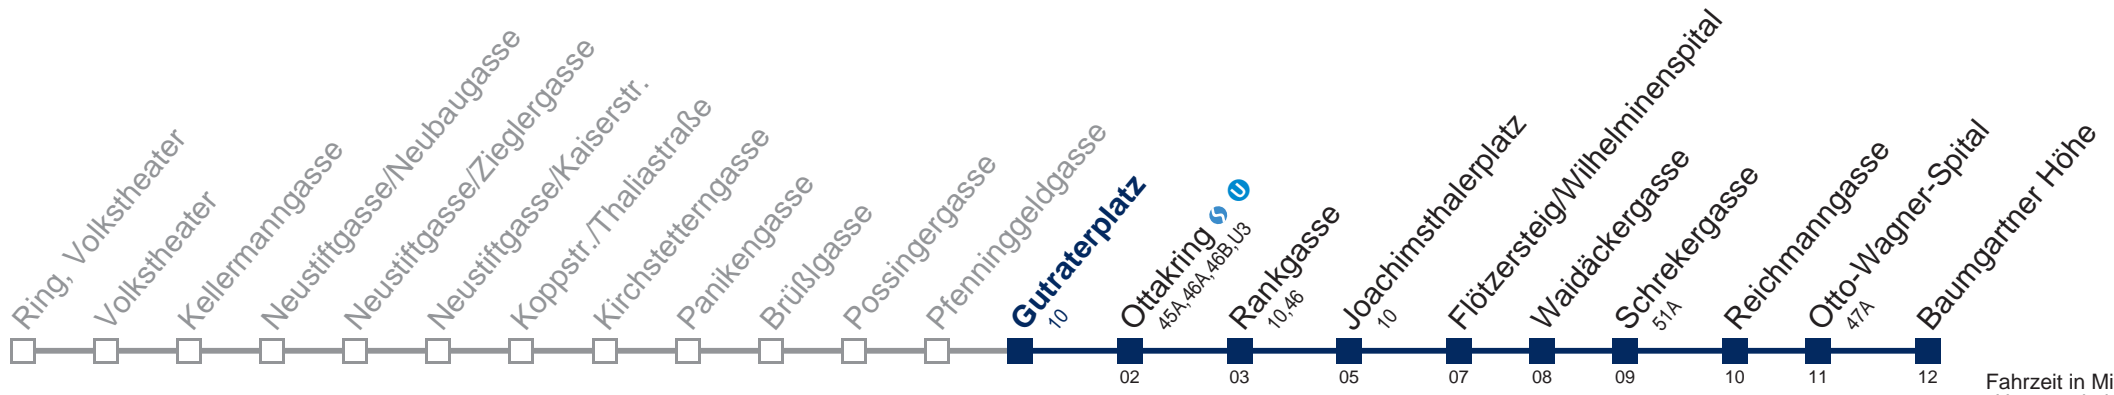 Ring, Volkstheater
Volkstheater
Kellermanngasse
Neustiftgasse/Neubaugasse
Neustiftgasse/Zieglergasse
Neustiftgasse/Kaiserstr.
Koppstr./Thaliastraße
Kirchstetterngasse
Panikengasse
Brüßlgasse
Possingergasse
Pfenninggeldgasse
Gutraterplatz
10
Ottakring S U
45A,46A,46B,U3
02
Rankgasse
10,46
03
Joachimsthalerplatz
10
05
Flötzersteig/Wilhelminenspital
07
Waidäckergasse
08
Schrekergasse
51A
09
Reichmanngasse
10
Otto-Wagner-Spital
47A
11
Baumgartner Höhe
12
Fahrzeit in Mi